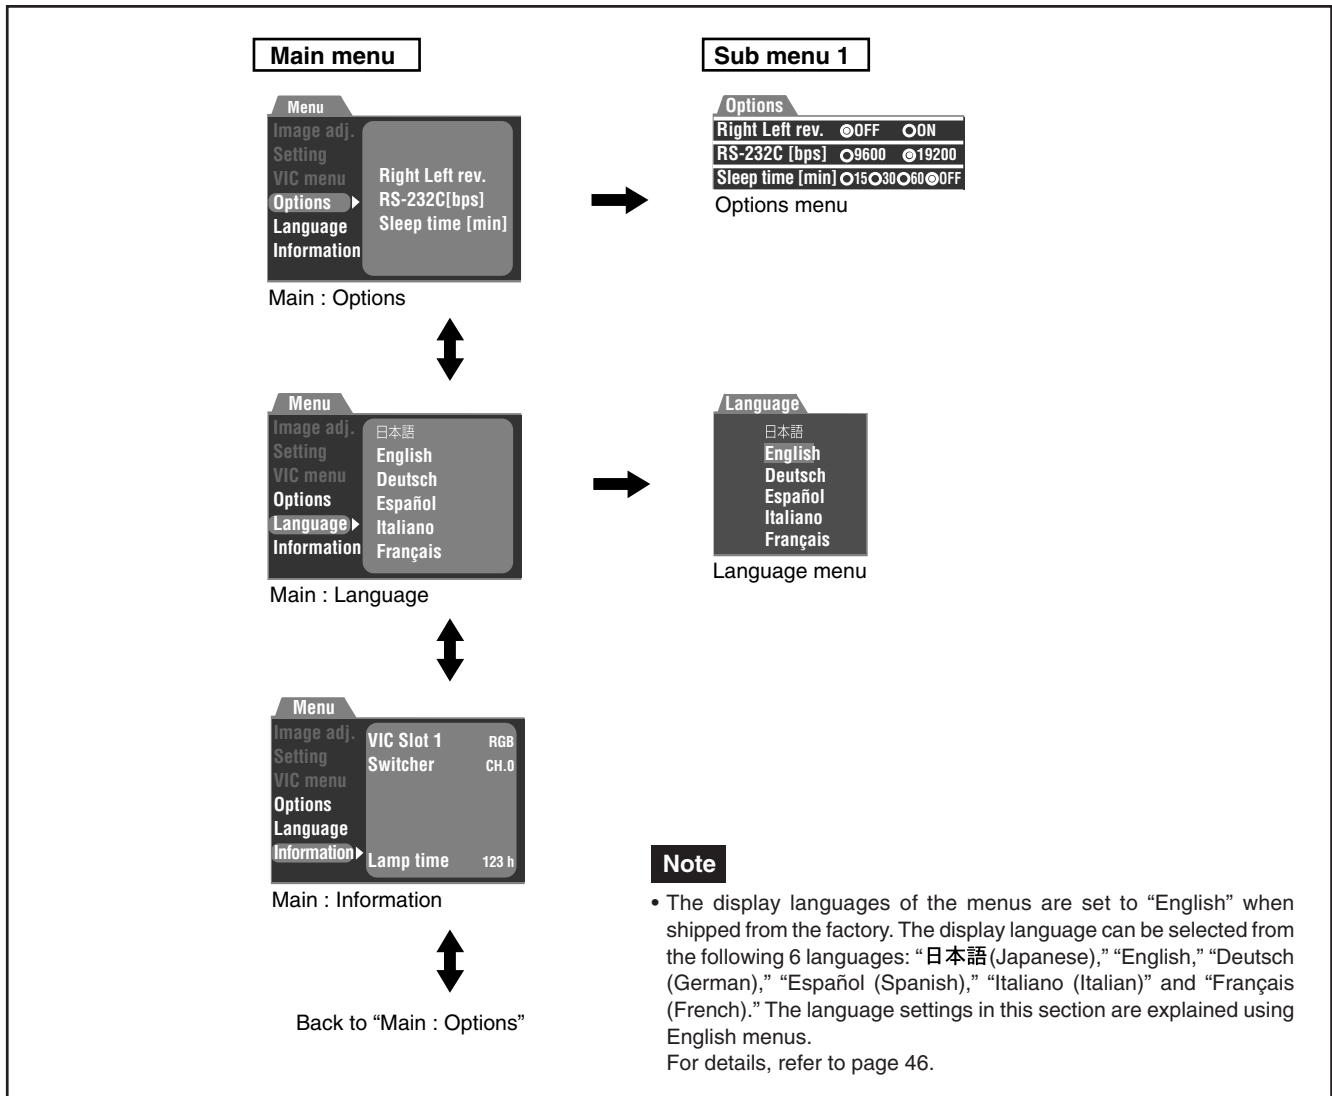 Main menu
Sub menu 1
Menu
Image adj.
Setting
VIC menu
Options
Language
Information
Right Left rev.
RS-232C[bps]
Sleep time [min]
Main : Options
Options
Right Left rev. OFF ON
RS-232C [bps] 9600 19200
Sleep time [min] 15 30 60 OFF
Options menu
Menu
Image adj.
Setting
VIC menu
Options
Language
Information
日本語
English
Deutsch
Español
Italiano
Français
Main : Language
Language
日本語
English
Deutsch
Español
Italiano
Français
Language menu
Menu
Image adj.
Setting
VIC menu
Options
Language
Information
VIC Slot 1 RGB
Switcher CH.0
Lamp time 123 h
Main : Information
Back to “Main : Options”
Note
• The display languages of the menus are set to “English” when
shipped from the factory. The display language can be selected from
the following 6 languages: “日本語(Japanese),” “English,” “Deutsch
(German),” “Español (Spanish),” “Italiano (Italian)” and “Français
(French).” The language settings in this section are explained using
English menus.
For details, refer to page 46.